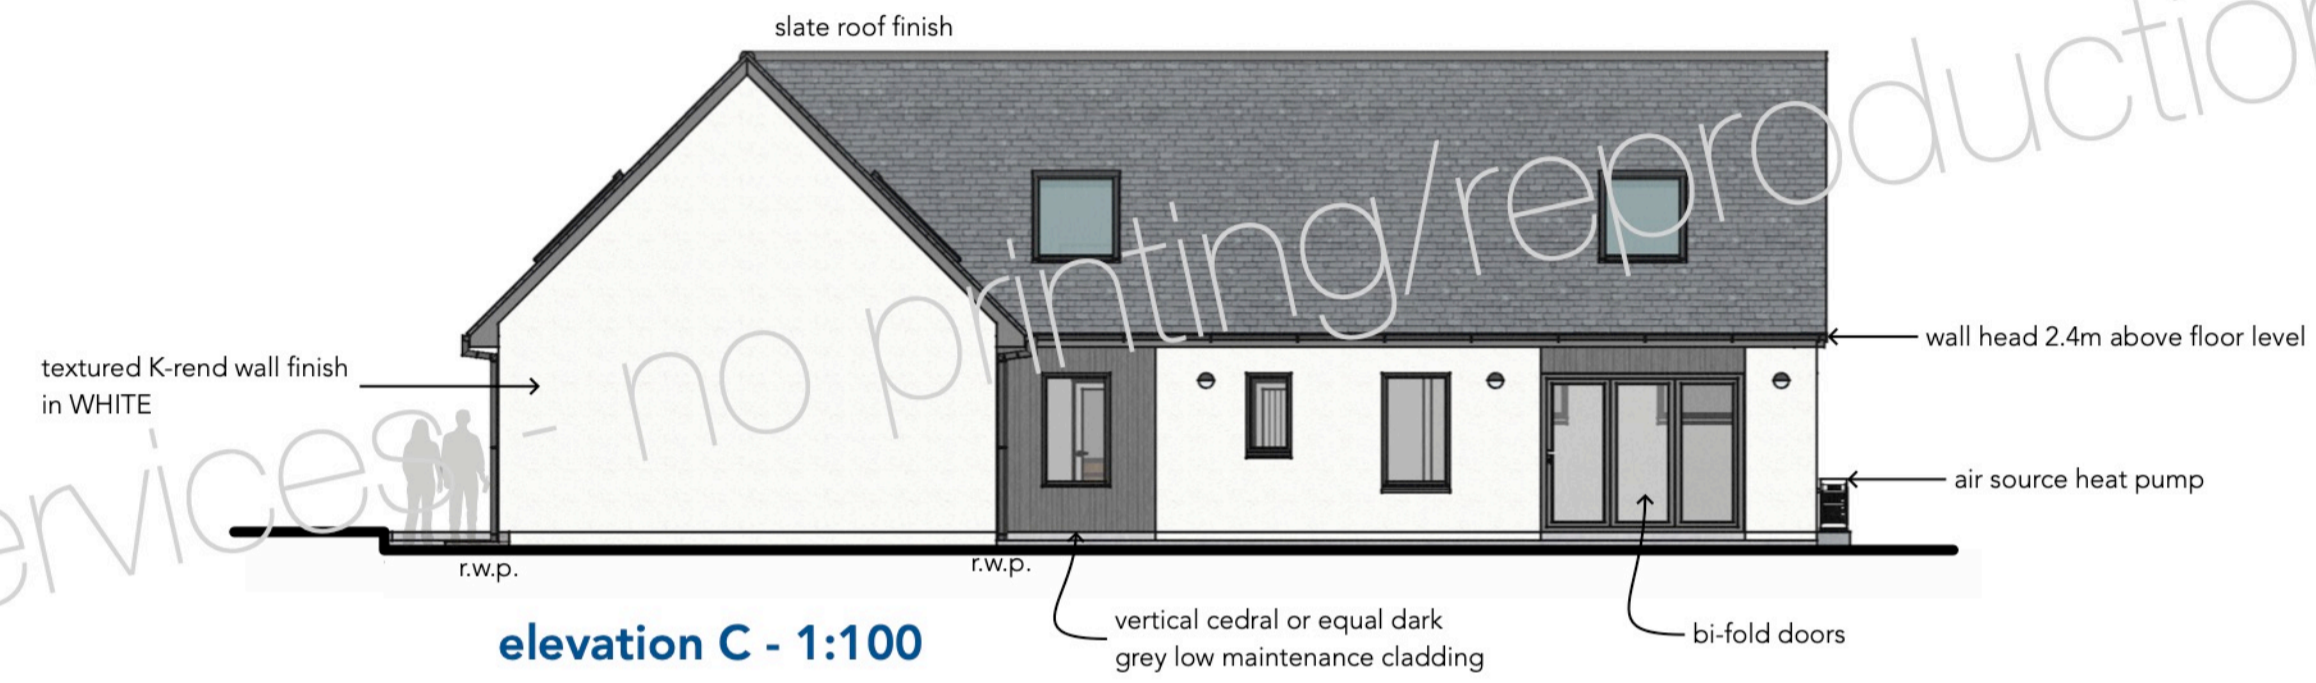 slate roof finish
textured K-rend wall finish
in WHITE
wall head 2.4m above floor level
air source heat pump
r.w.p.
r.w.p.
vertical cedral or equal dark
grey low maintenance cladding
bi-fold doors
elevation C - 1:100
- no printing/reproduction